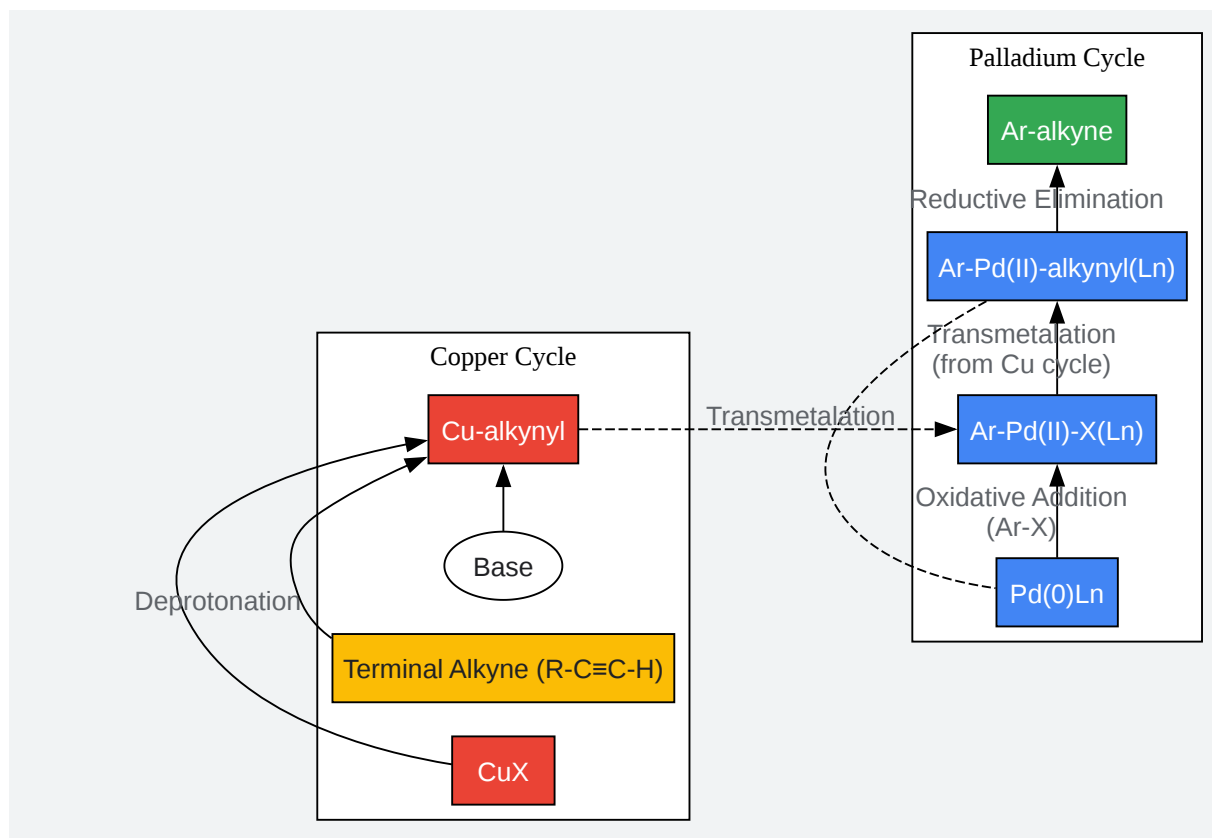 Palladium Cycle
Ar-alkyne
Reductive Elimination
Ar-Pd(II)-alkynyl(Ln)
Transmetalation
(from Cu cycle)
Ar-Pd(II)-X(Ln)
Oxidative Addition
(Ar-X)
Pd(0)Ln
Transmetalation
Copper Cycle
Cu-alkynyl
Base
Deprotonation
Terminal Alkyne (R-C≡C-H)
CuX